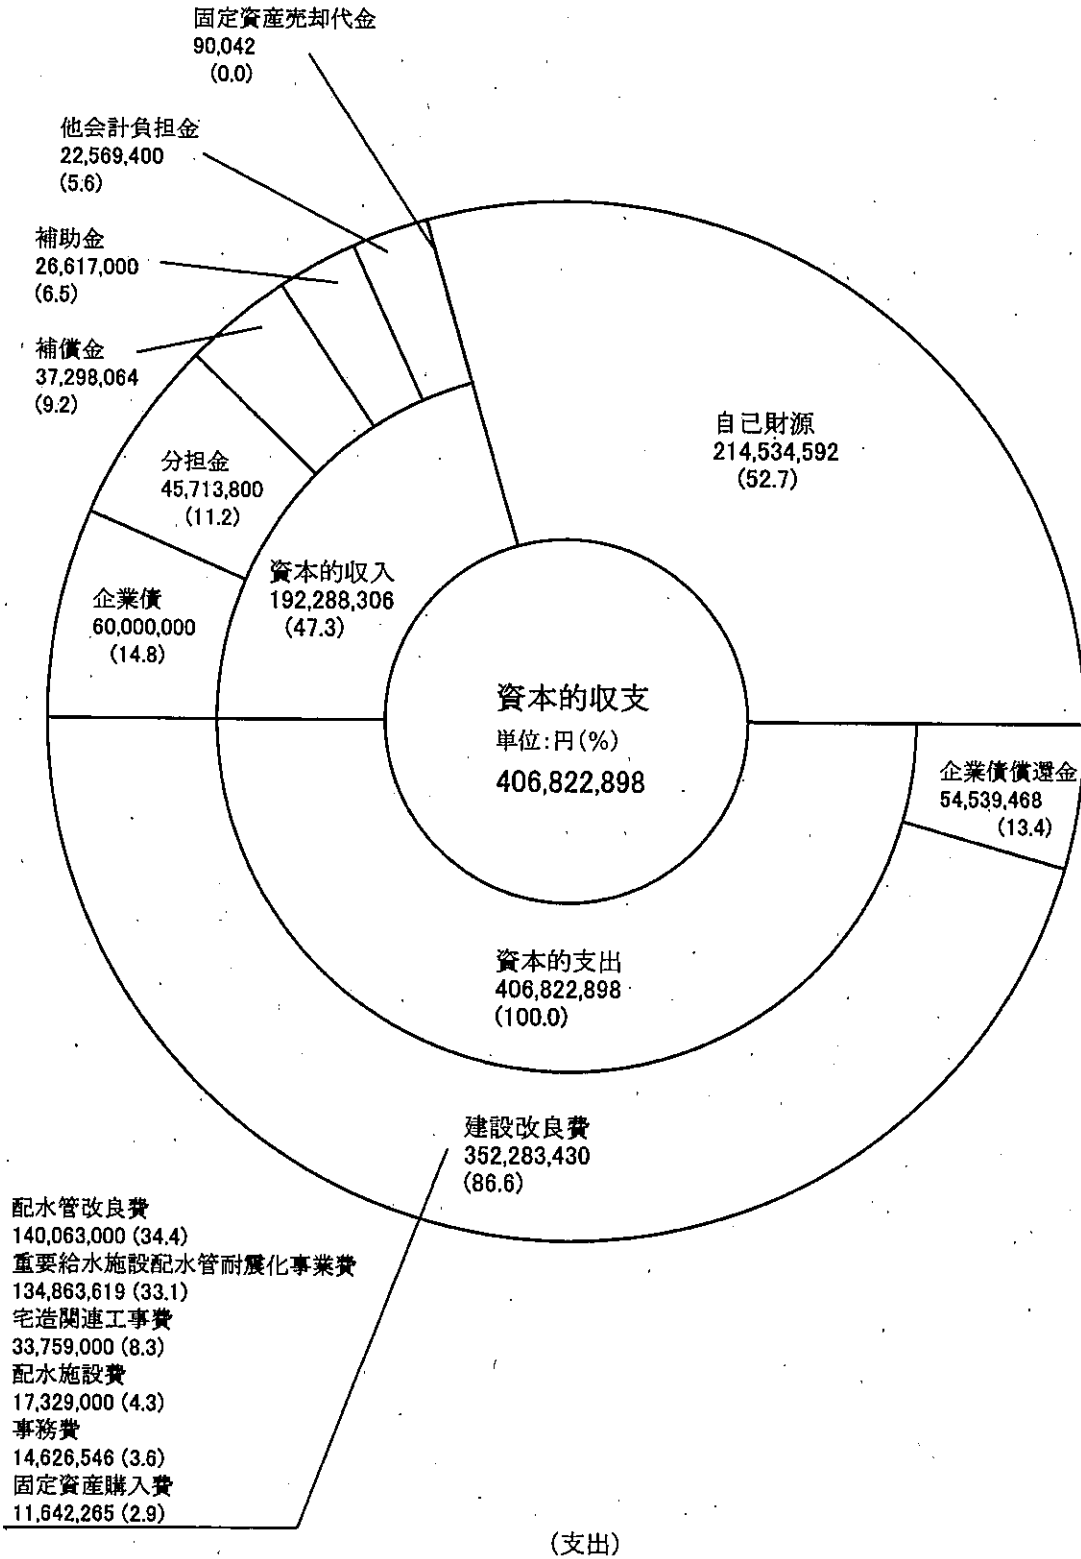 固定資産売却代金
90,042
(0.0)
他会計負担金
22,569,400
(5.6)
補助金
26,617,000
(6.5)
補償金
37,298,064
(9.2)
分担金
45,713,800
(11.2)
企業債
60,000,000
(14.8)
資本的収入
192,288,306
(47.3)
自己財源
214,534,592
(52.7)
資本的収支
単位:円(%)
406,822,898
企業債償還金
54,539,468
(13.4)
資本的支出
406,822,898
(100.0)
建設改良費
352,283,430
(86.6)
配水管改良費
140,063,000 (34.4)
重要給水施設配水管耐震化事業費
134,863,619 (33.1)
宅造関連工事費
33,759,000 (8.3)
配水施設費
17,329,000 (4.3)
事務費
14,626,546 (3.6)
固定資産購入費
11,642,265 (2.9)
(支出)